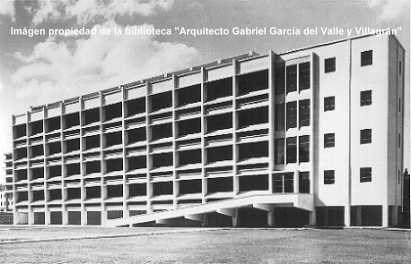 Imágen propiedad de la biblioteca "Arquitecto Gabriel García del Valle y Villagrán"